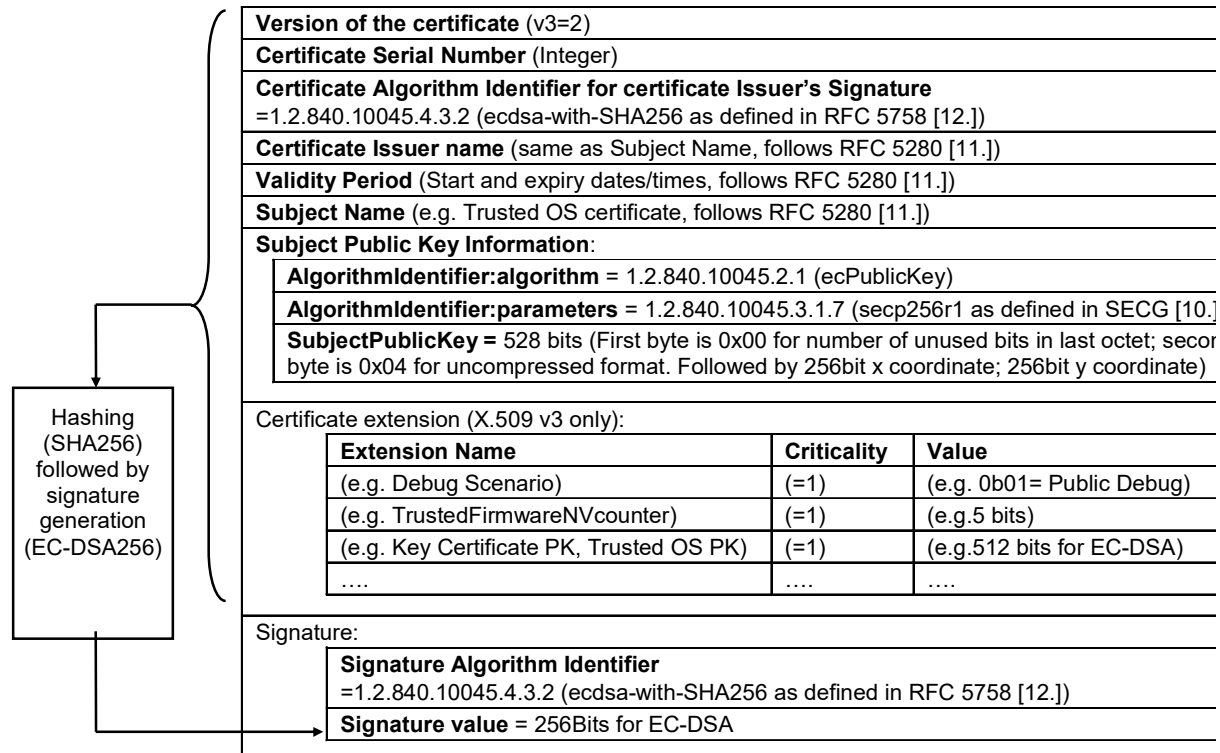 Version of the certificate (v3=2)
Certificate Serial Number (Integer)
Certificate Algorithm Identifier for certificate Issuer's Signature
=1.2.840.10045.4.3.2 (ecdsa-with-SHA256 as defined in RFC 5758 [12.])
Certificate Issuer name (same as Subject Name, follows RFC 5280 [11.])
Validity Period (Start and expiry dates/times, follows RFC 5280 [11.])
Subject Name (e.g. Trusted OS certificate, follows RFC 5280 [11.])
Subject Public Key Information:
AlgorithmIdentifier:algorithm = 1.2.840.10045.2.1 (ecPublicKey)
AlgorithmIdentifier:parameters = 1.2.840.10045.3.1.7 (secp256r1 as defined in SECG [10.]
SubjectPublicKey = 528 bits (First byte is 0x00 for number of unused bits in last octet;
byte is 0x04 for uncompressed format. Followed by 256bit x coordinate; 256bit y coordinate)
Hashing
(SHA256)
followed by
signature
generation
(EC-DSA256)
Certificate extension (X.509 v3 only):
Extension Name Criticality Value
(e.g. Debug Scenario) (=1) (e.g. 0b01= Public Debug)
(e.g. TrustedFirmwareNVcounter) (=1) (e.g.5 bits)
(e.g. Key Certificate PK, Trusted OS PK) (=1) (e.g.512 bits for EC-DSA)
…. …. ….
Signature:
Signature Algorithm Identifier
=1.2.840.10045.4.3.2 (ecdsa-with-SHA256 as defined in RFC 5758 [12.])
Signature value = 256Bits for EC-DSA